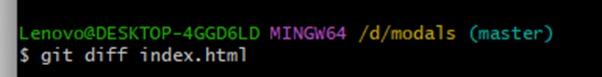 Lenovo@DESKTOP-4GGD6LD MINGW64 /d/modals (master)
$ git diff index.html